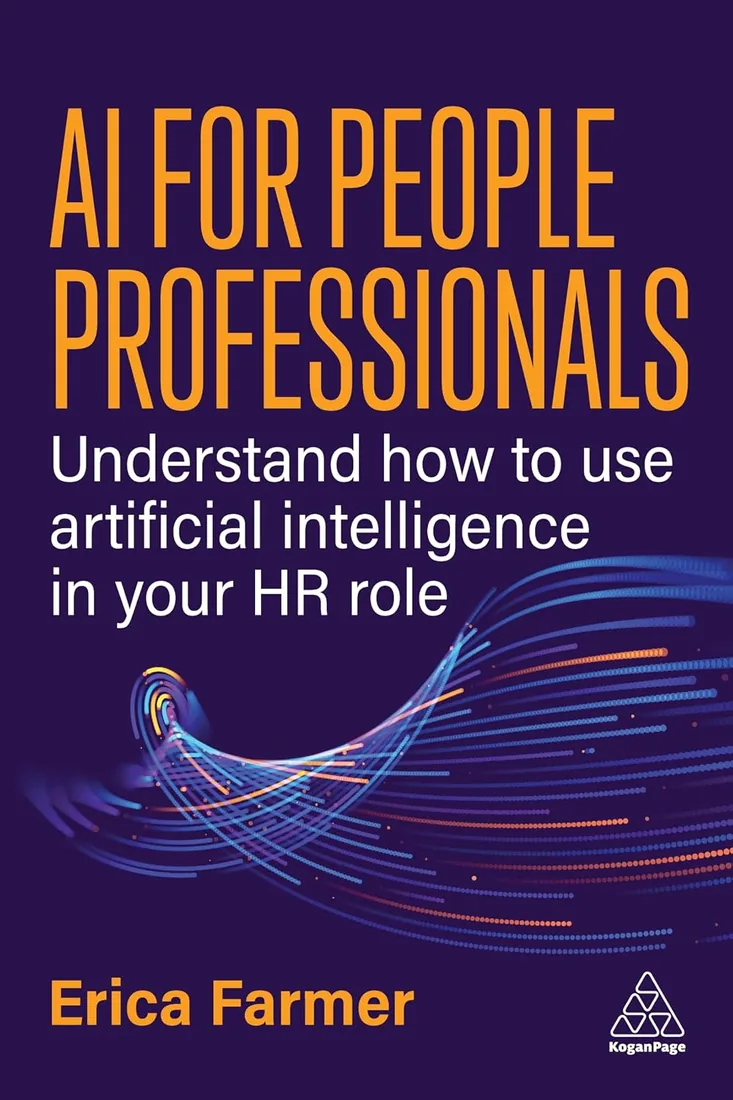 AI FOR PEOPLE
PROFESSIONALS
Understand how to use
artificial intelligence
in your HR role
Erica Farmer
KoganPage